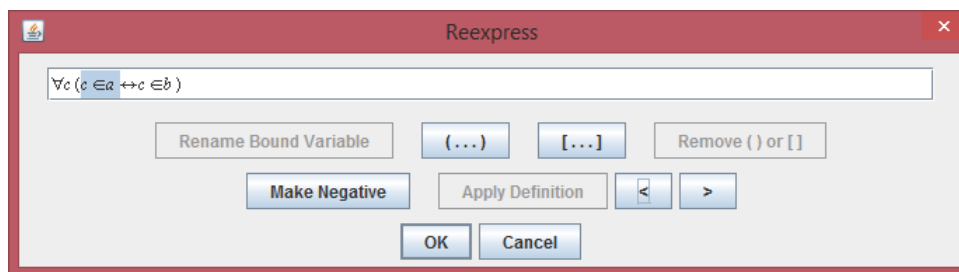 Reexpress
∀c (c ∈a ↔c ∈b )
Rename Bound Variable (...) [...] Remove ( ) or [ ]
Make Negative Apply Definition < >
OK Cancel